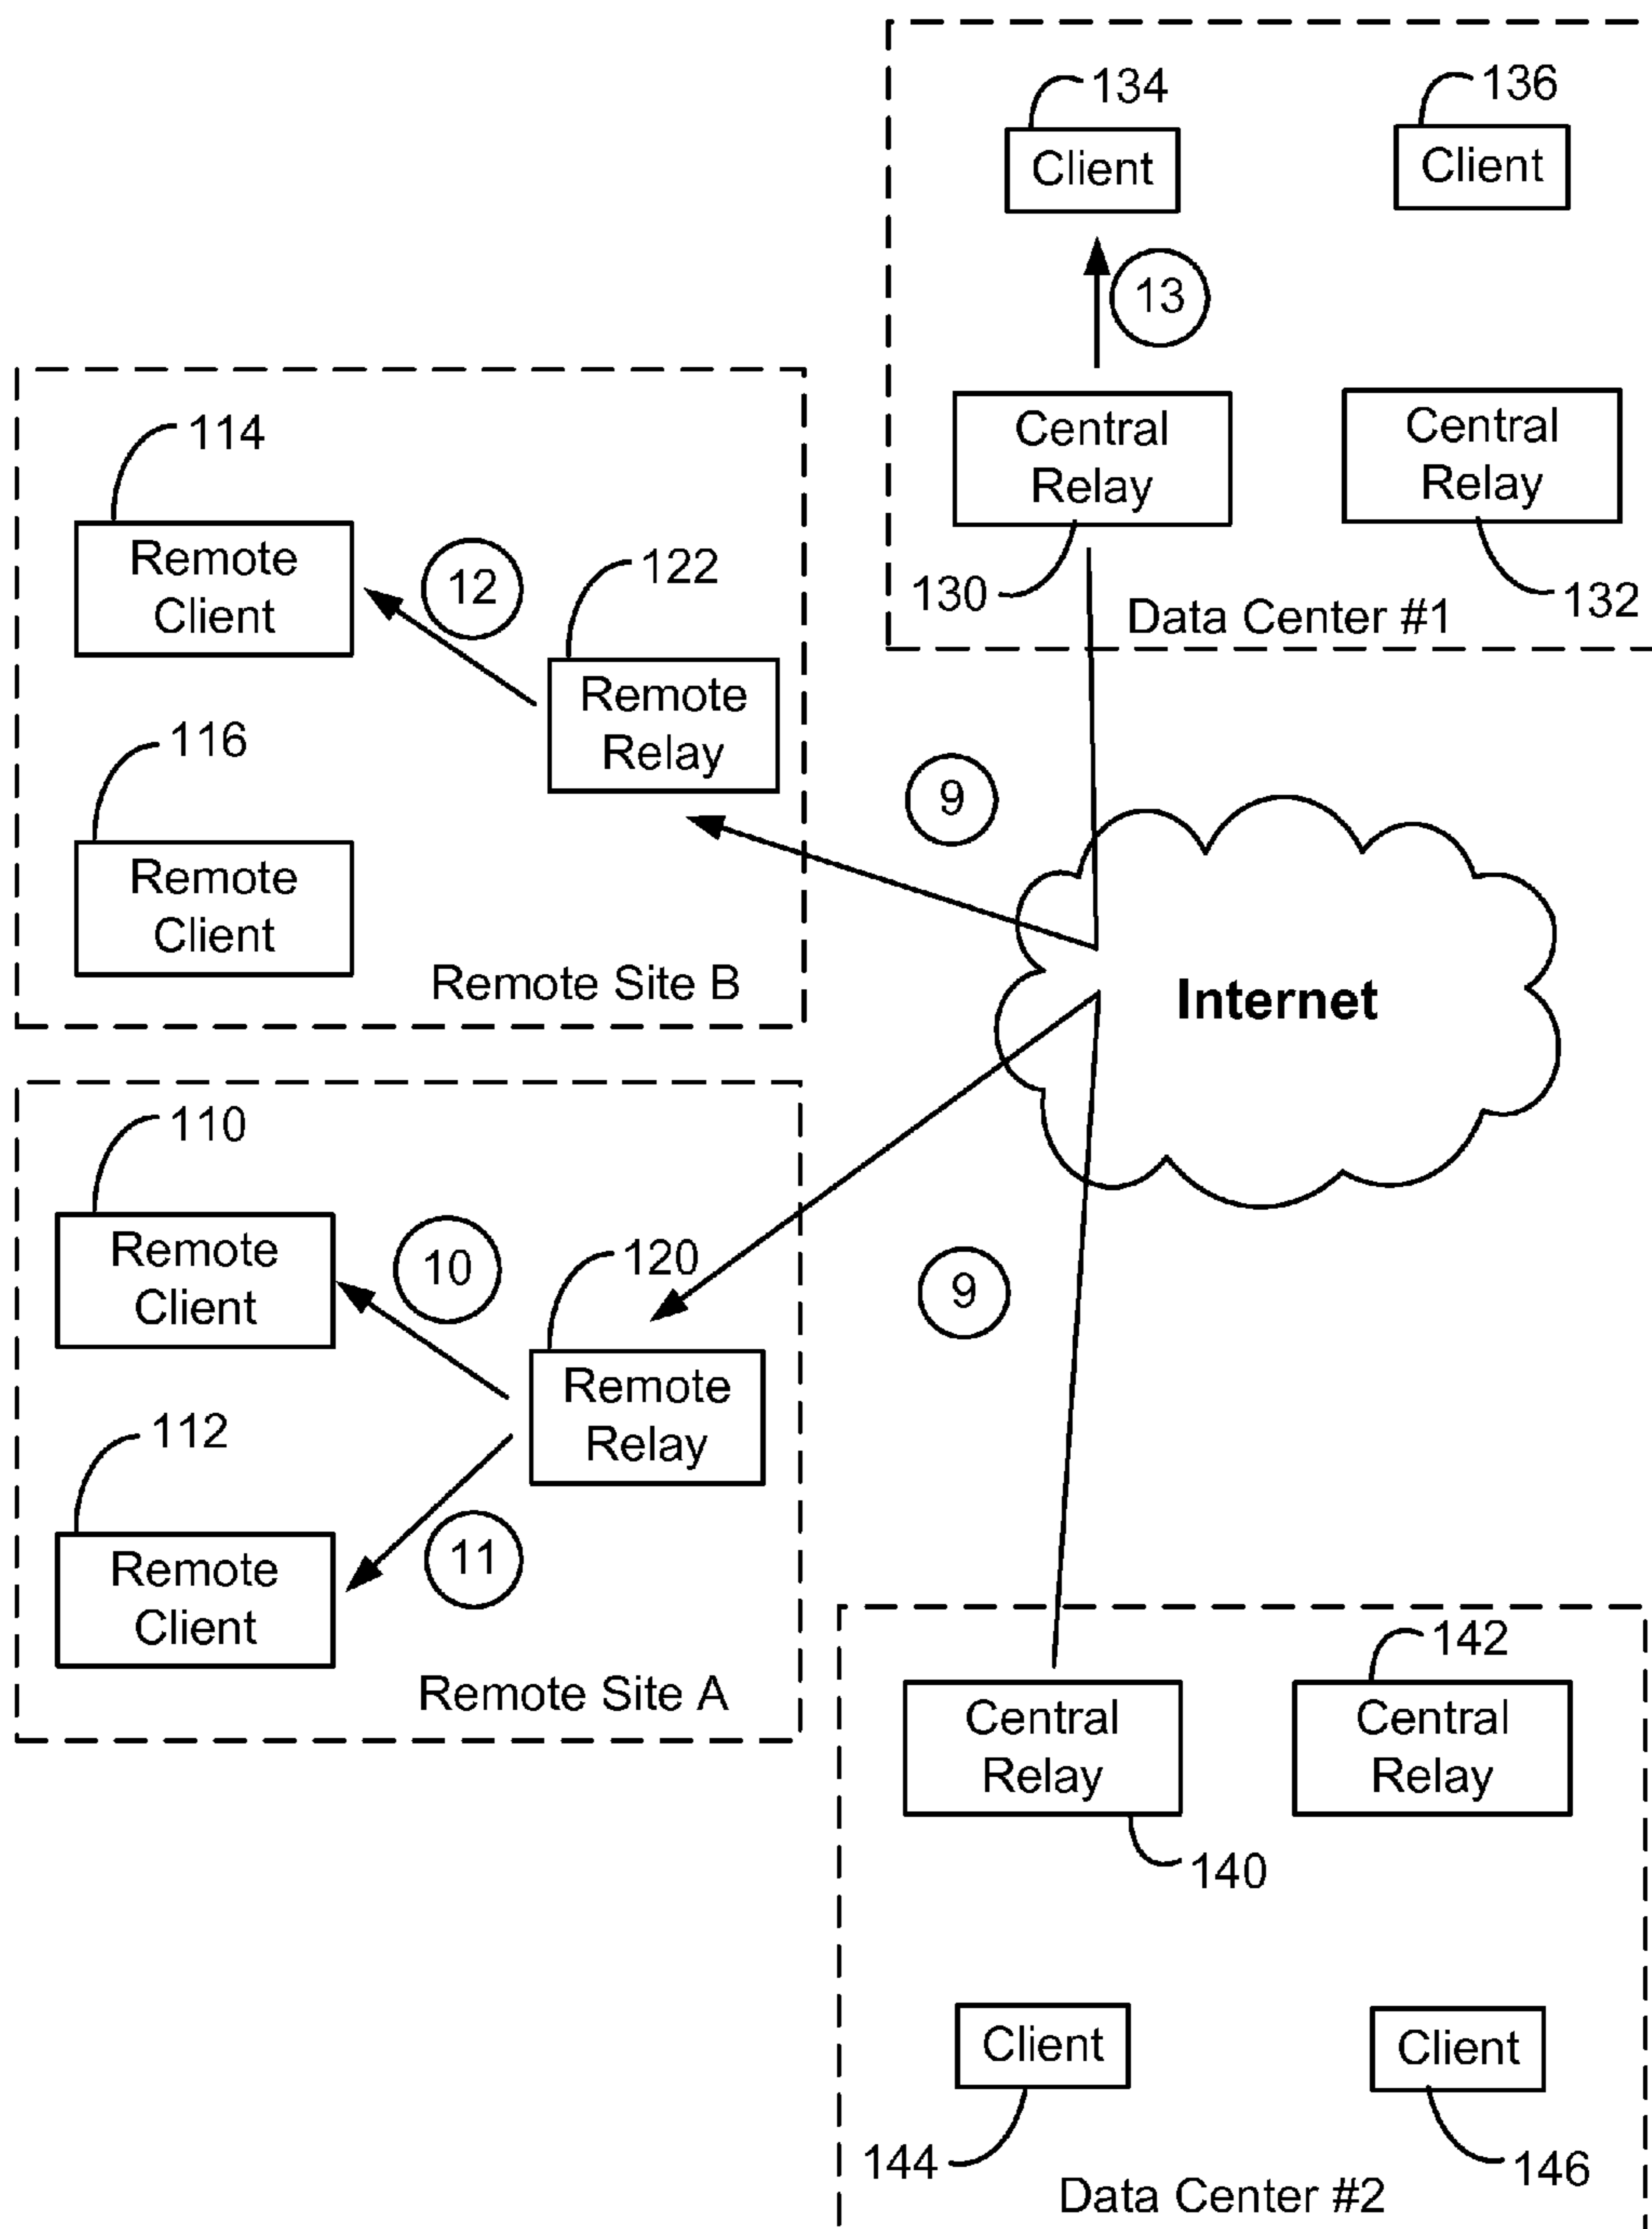 134
136
Client
Client
13
Central
Relay
Central
Relay
130
132
Data Center #1
114
Remote
Client
12
122
Remote
Relay
116
Remote
Client
Remote Site B
9
Internet
110
Remote
Client
10
120
Remote
Relay
112
Remote
Client
11
Remote Site A
9
142
Central
Relay
Central
Relay
140
Client
Client
144
146
Data Center #2